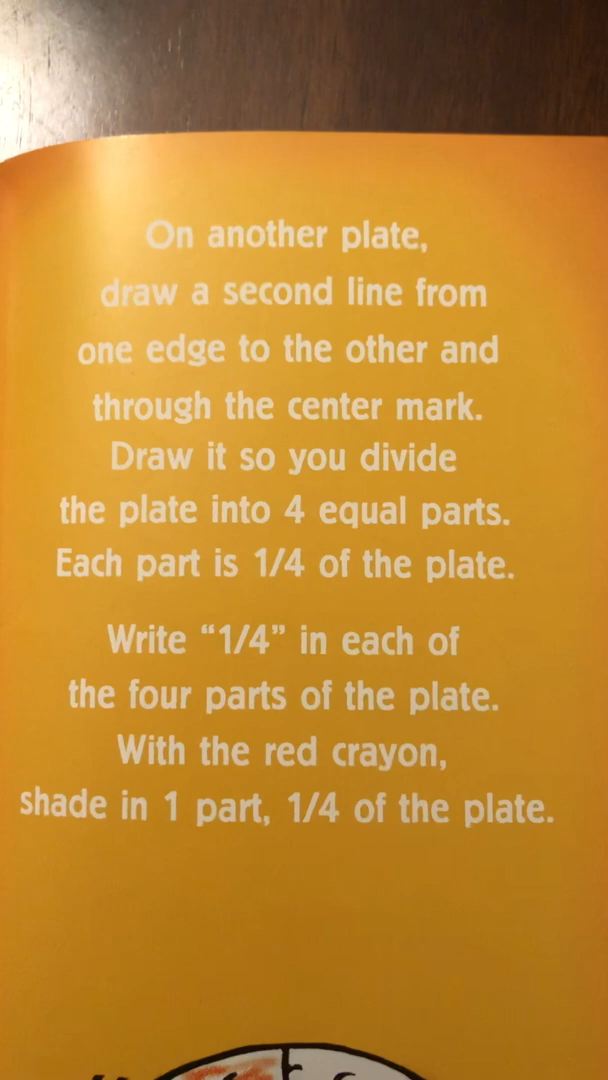 On another plate,
draw a second line from
one edge to the other and
through the center mark.
Draw it so you divide
the plate into 4 equal parts.
Each part is 1/4 of the plate.
Write “1/4” in each of
the four parts of the plate.
With the red crayon,
shade in 1 part, 1/4 of the plate.